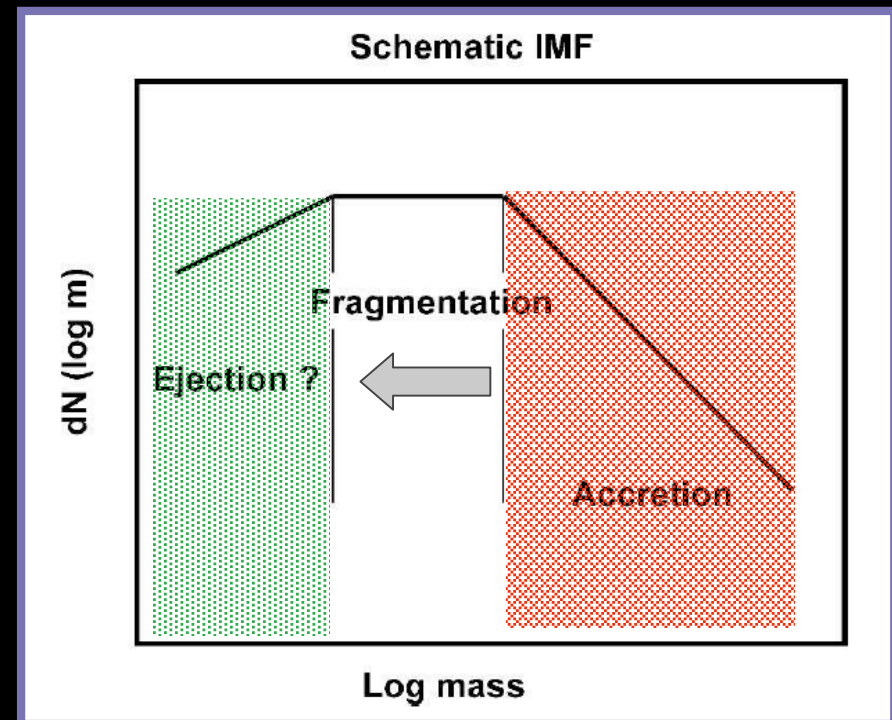 Schematic IMF
dN (log m)
Fragmentation
Ejection ?
Accretion
Log mass